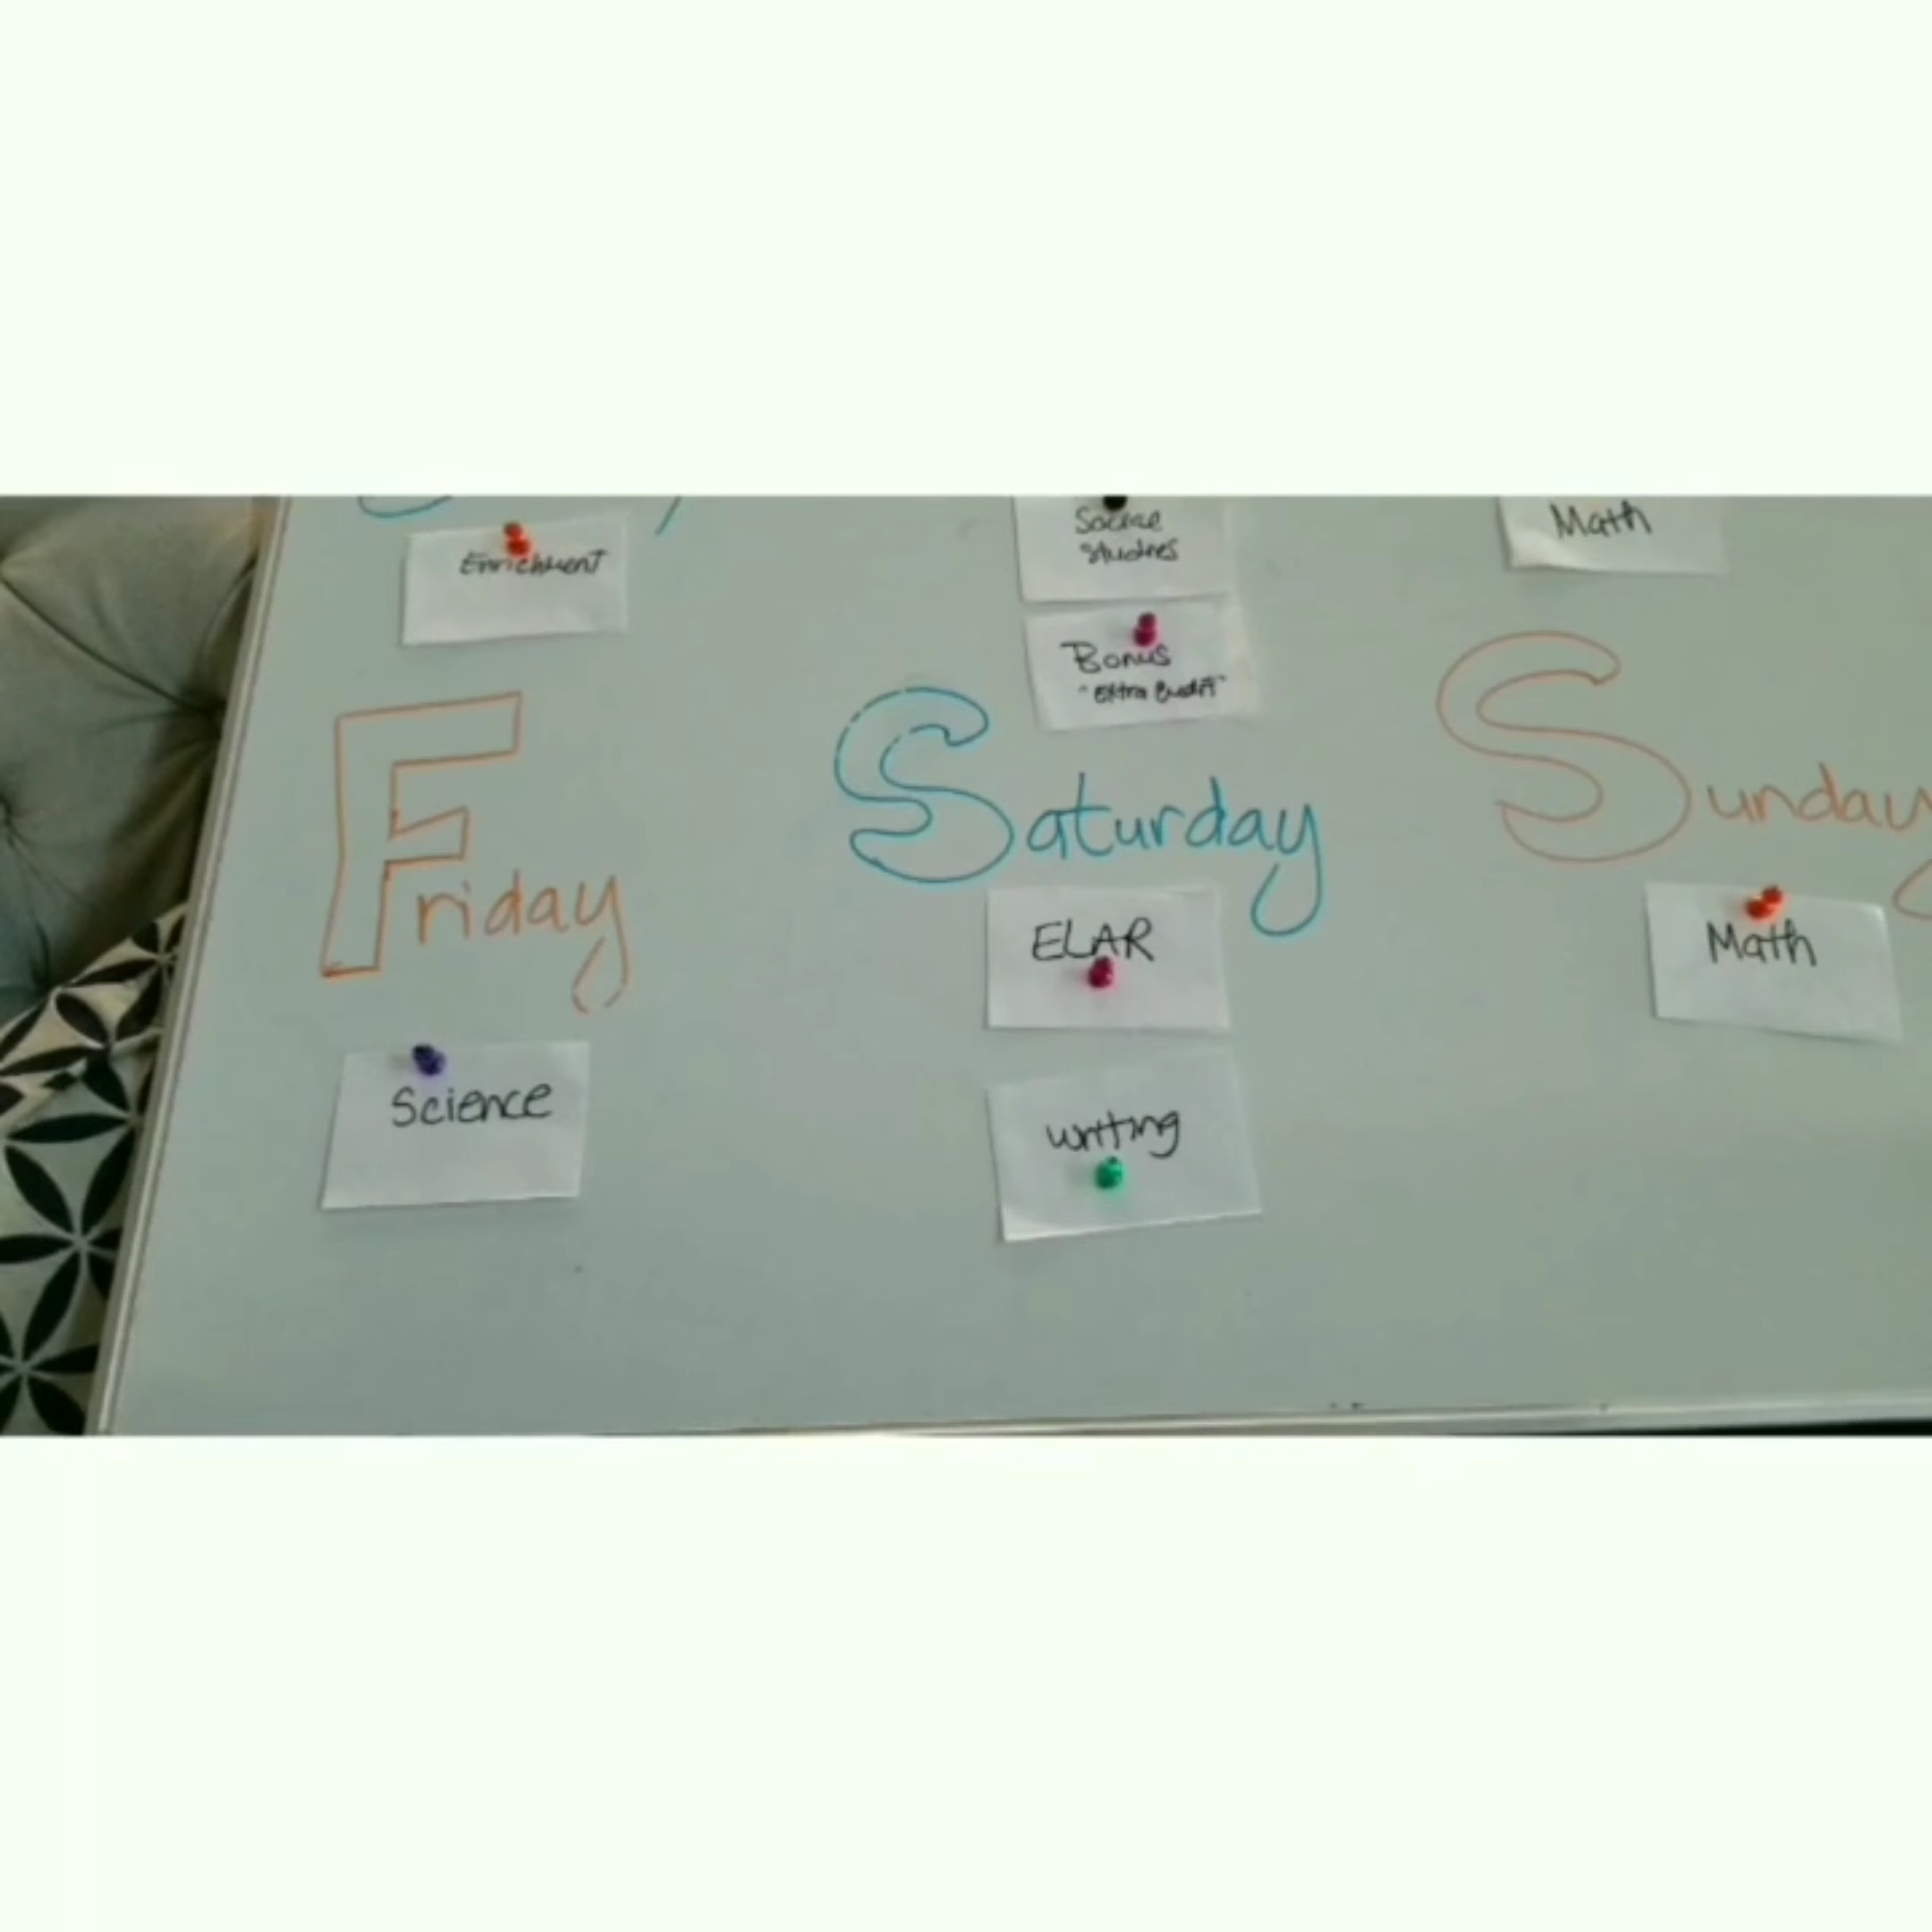 Enrichment
Social
studies
Math
Bonus
"Extra Credit"
Friday
Saturday
Sunday
ELAR
Math
Science
writing